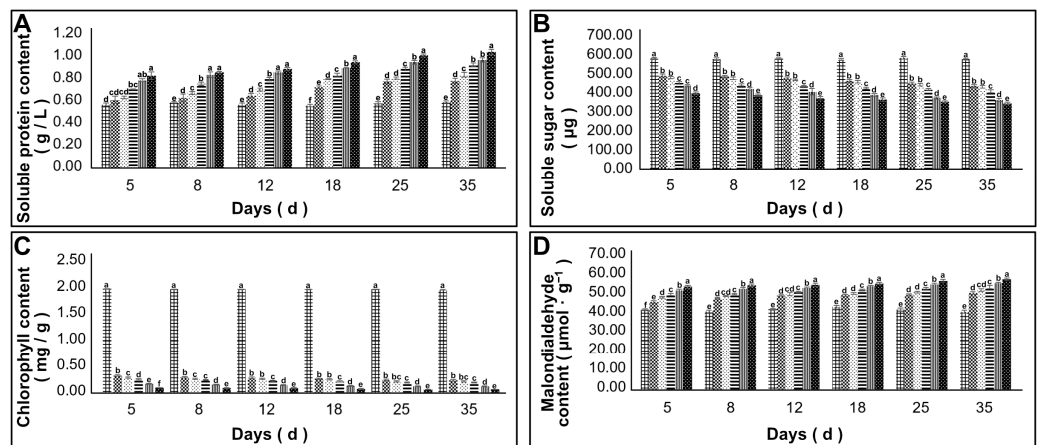 A
Soluble protein content
( g / L )
1.20
1.00
0.80
0.60
0.40
0.20
0.00
d cd cd bc ab a
e d c b a a
e d c b a a
f e d c b a
e d d c b a
e d c b b a
5 8 12 18 25 35
Days ( d )
B
Soluble sugar content
( µg )
700.00
600.00
500.00
400.00
300.00
200.00
100.00
0.00
a b b c c d
a b b c d e
a b b c d e
a b b c d e
a b b c d e
a b b c d e
5 8 12 18 25 35
Days ( d )
C
Chlorophyll content
( mg / g )
2.50
2.00
1.50
1.00
0.50
0.00
a b c d e f
a b c c d e
a b b c d e
a b b c d e
a b bc c d e
a b bc c d e
5 8 12 18 25 35
Days ( d )
D
Malondialdehyde
content ( µmol · g⁻¹ )
70.00
60.00
50.00
40.00
30.00
20.00
10.00
0.00
f e d c b a
e d cd c b a
e d cd c b a
e d d c b a
e d d c b a
e d cd c b a
5 8 12 18 25 35
Days ( d )